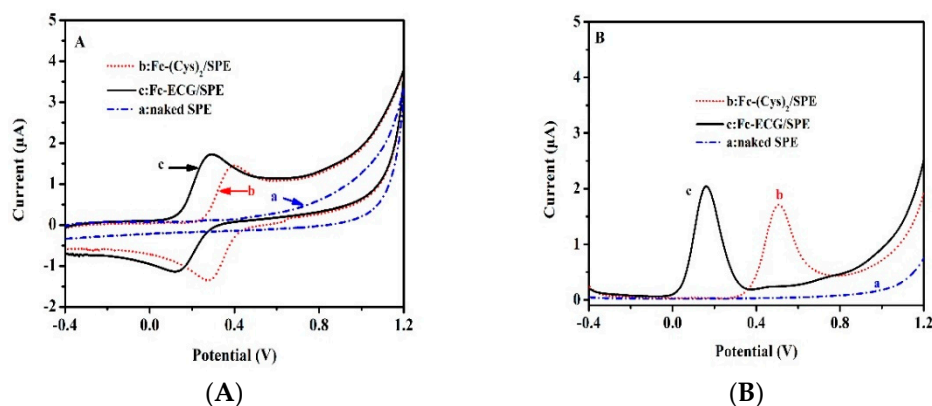 A
b:Fc-(Cys)2/SPE
c:Fc-ECG/SPE
a:naked SPE
c
b
a
Current (μA)
5
4
3
2
1
0
-1
-2
-0.4 0.0 0.4 0.8 1.2
Potential (V)
(A)
B
b:Fc-(Cys)2/SPE
c:Fc-ECG/SPE
a:naked SPE
c
b
a
Current (μA)
5
4
3
2
1
0
-0.4 0.0 0.4 0.8 1.2
Potential (V)
(B)